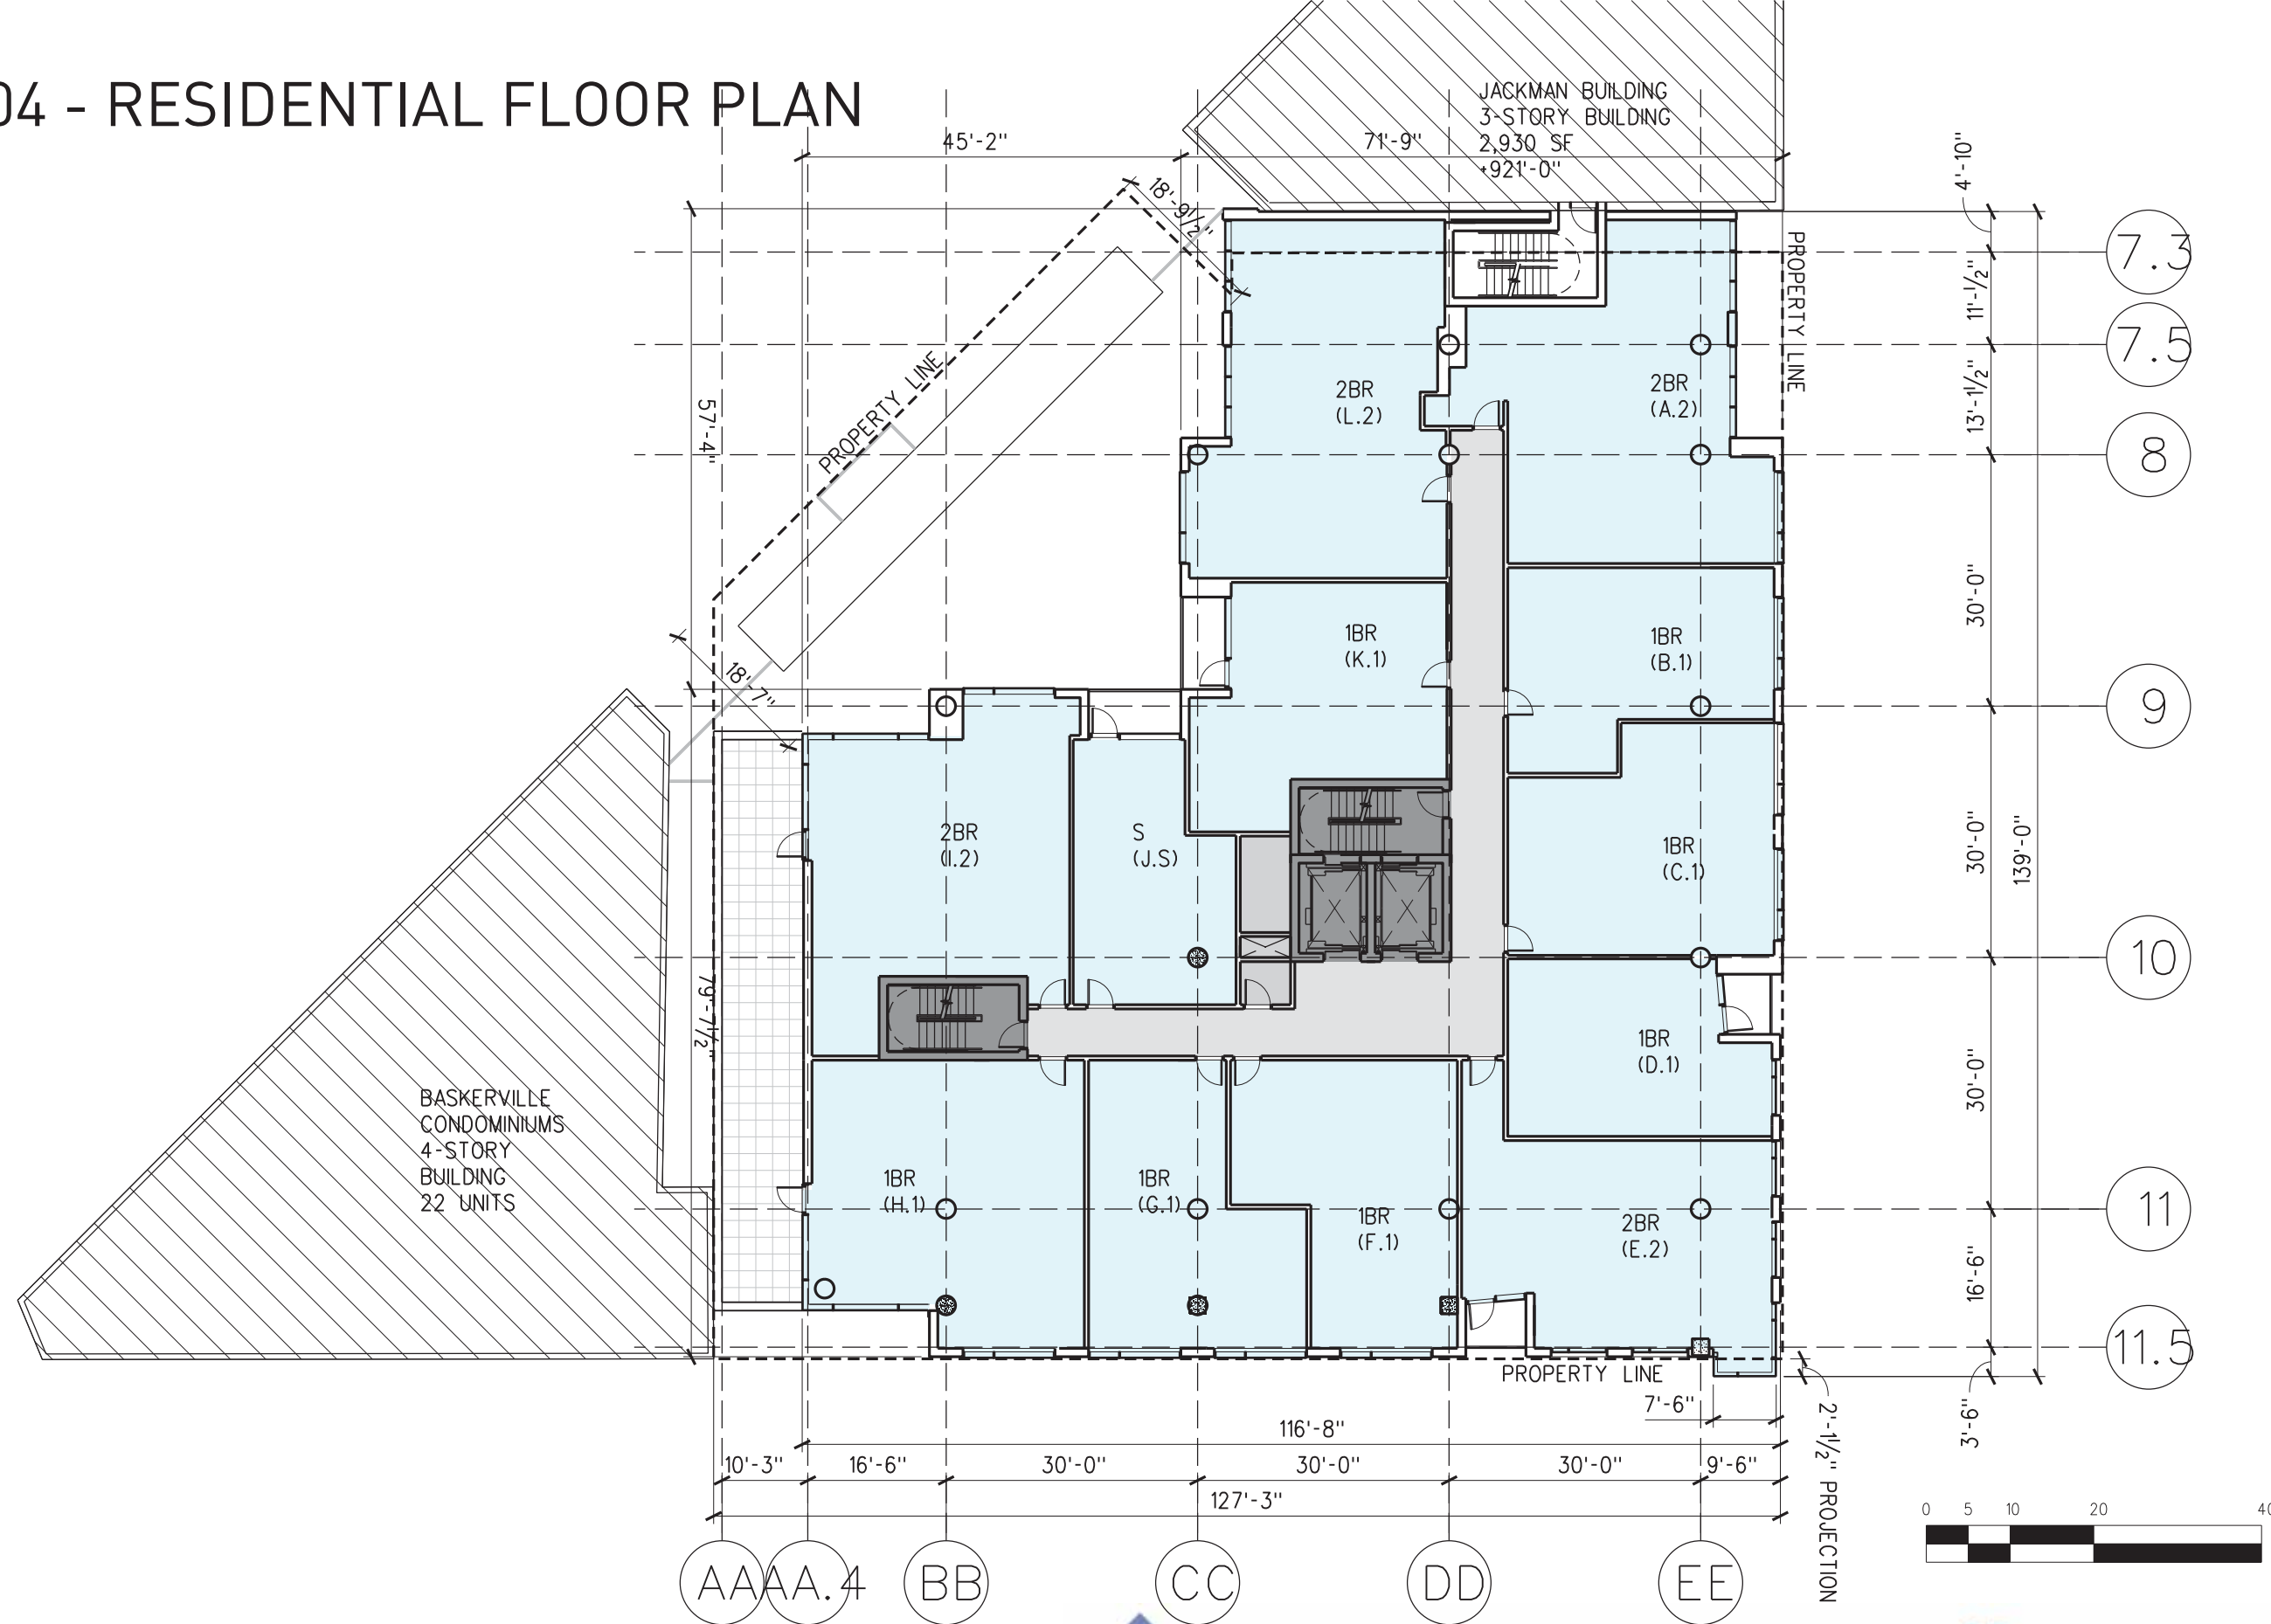 04 - RESIDENTIAL FLOOR PLAN
JACKMAN BUILDING
3-STORY BUILDING
2,930 SF
+921'-0"
45'-2"
71'-9"
18'-9 1/2"
4'-10"
7.3
11'-1/2"
7.5
13'-1 1/2"
8
PROPERTY LINE
PROPERTY LINE
57'-4"
2BR
(L.2)
2BR
(A.2)
30'-0"
1BR
(K.1)
1BR
(B.1)
18'-7"
9
2BR
(I.2)
S
(J.S)
1BR
(C.1)
30'-0"
139'-0"
10
79'-7 1/2"
1BR
(D.1)
30'-0"
BASKERVILLE
CONDOMINIUMS
4-STORY
BUILDING
22 UNITS
1BR
(H.1)
1BR
(G.1)
1BR
(F.1)
2BR
(E.2)
11
16'-6"
11.5
PROPERTY LINE
7'-6"
3'-6"
2'-1 1/2" PROJECTION
116'-8"
10'-3"
16'-6"
30'-0"
30'-0"
30'-0"
9'-6"
127'-3"
0 5 10 20 40
AA
AA.4
BB
CC
DD
EE